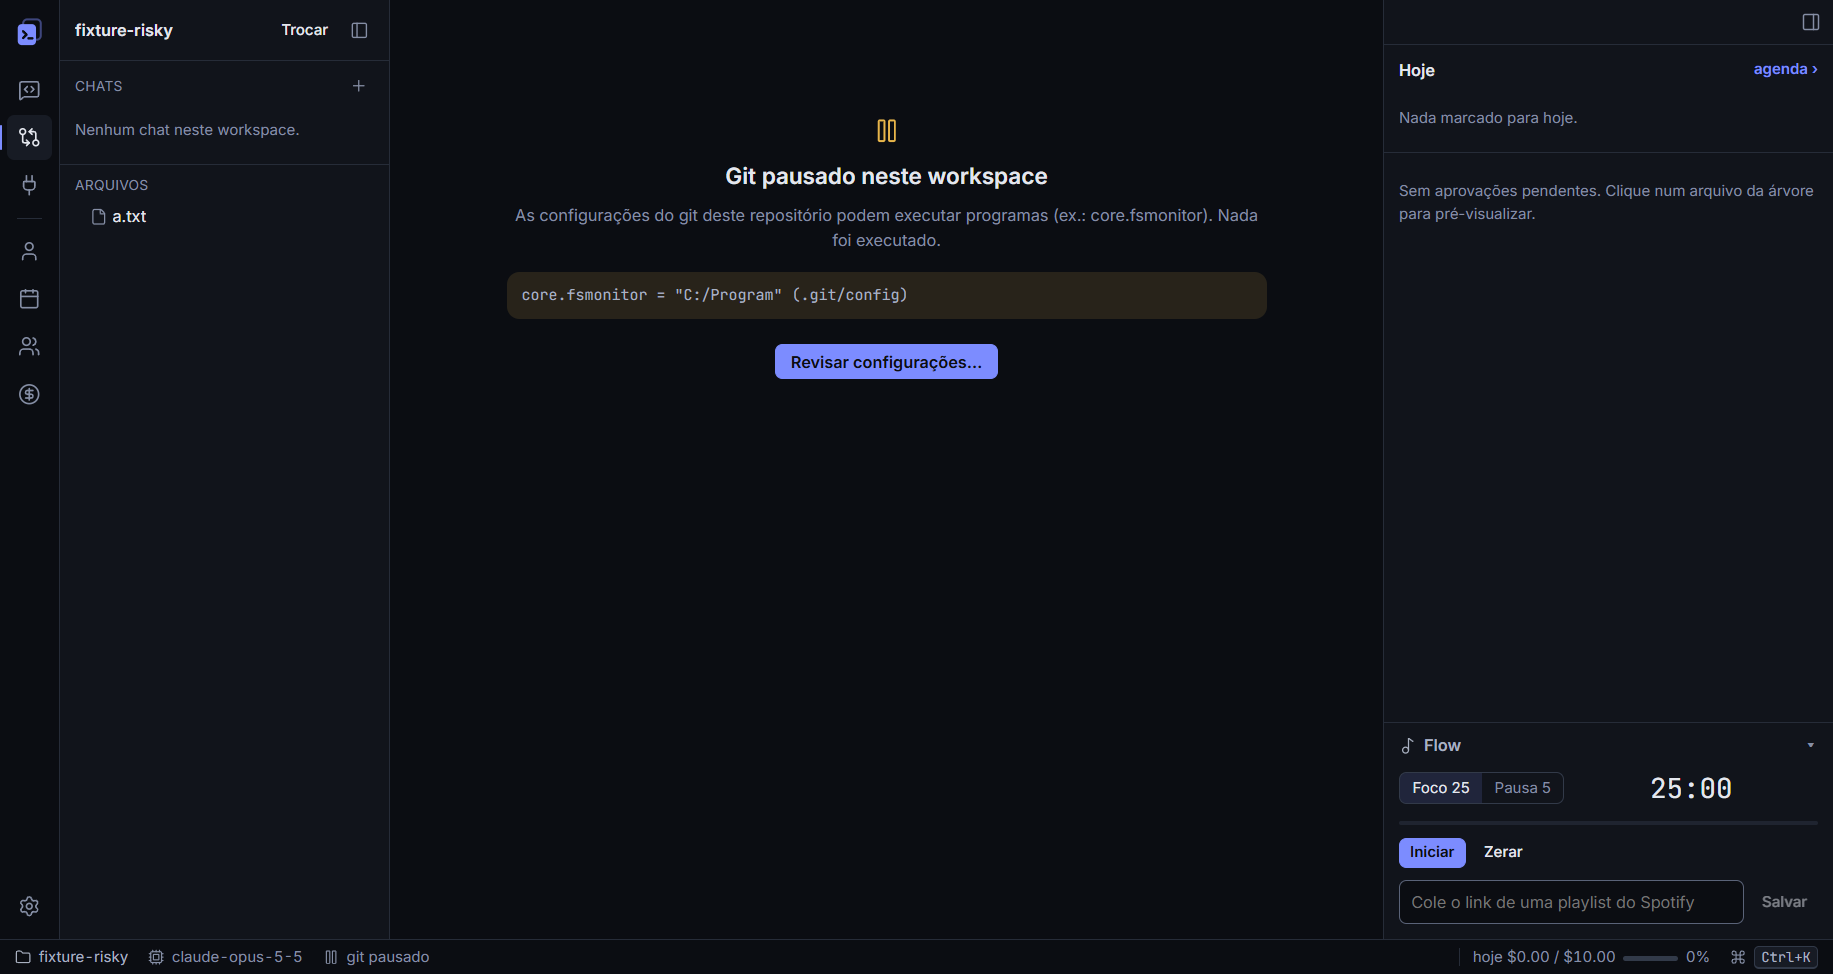 fixture-risky
Trocar
CHATS
Nenhum chat neste workspace.
ARQUIVOS
a.txt
Git pausado neste workspace
As configurações do git deste repositório podem executar programas (ex.: core.fsmonitor). Nada
foi executado.
core.fsmonitor = "C:/Program" (.git/config)
Revisar configurações...
Hoje
agenda ›
Nada marcado para hoje.
Sem aprovações pendentes. Clique num arquivo da árvore
para pré-visualizar.
Flow
Foco 25
Pausa 5
25:00
Iniciar
Zerar
Cole o link de uma playlist do Spotify
Salvar
fixture-risky
claude-opus-5-5
git pausado
hoje $0.00 / $10.00
0%
⌘
Ctrl+K